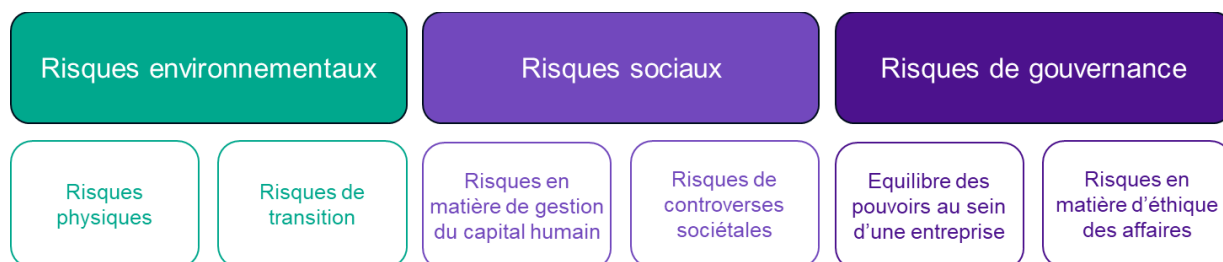 Risques environnementaux
Risques sociaux
Risques de gouvernance
Risques
physiques
Risques de
transition
Risques en
matière de gestion
du capital humain
Risques de
controverses
sociétales
Equilibre des
pouvoirs au sein
d'une entreprise
Risques en
matière d'éthique
des affaires